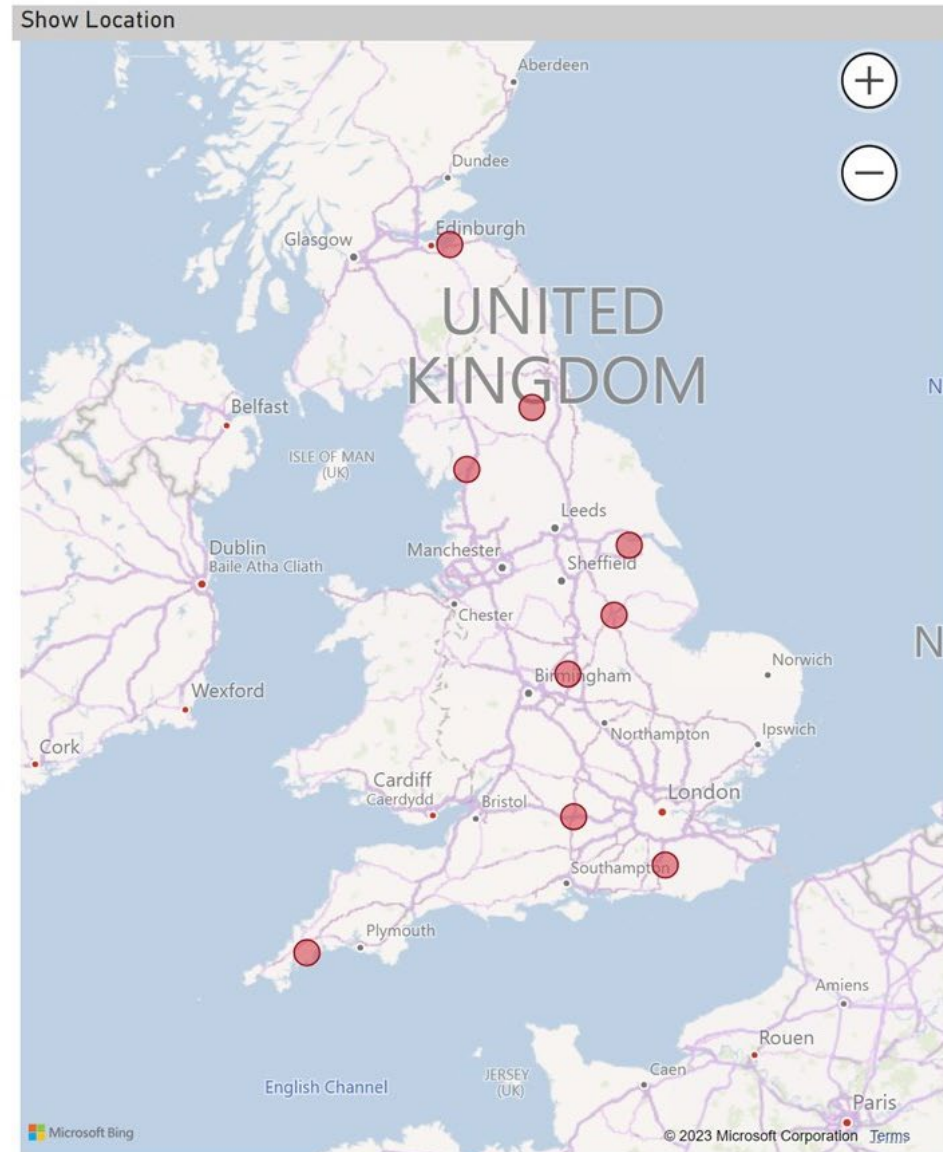 Show Location
Aberdeen
Dundee
Edinburgh
Glasgow
UNITED
KINGDOM
N
Belfast
ISLE OF MAN
(UK)
Leeds
Dublin
Baile Atha Cliath
Manchester
Sheffield
Chester
N
Norwich
Birmingham
Wexford
Northampton
Ipswich
Cork
Cardiff
Caerdydd
Bristol
London
Southampton
Plymouth
Amiens
Rouen
English Channel
JERSEY
(UK)
Caen
Paris
Microsoft Bing
© 2023 Microsoft Corporation Terms